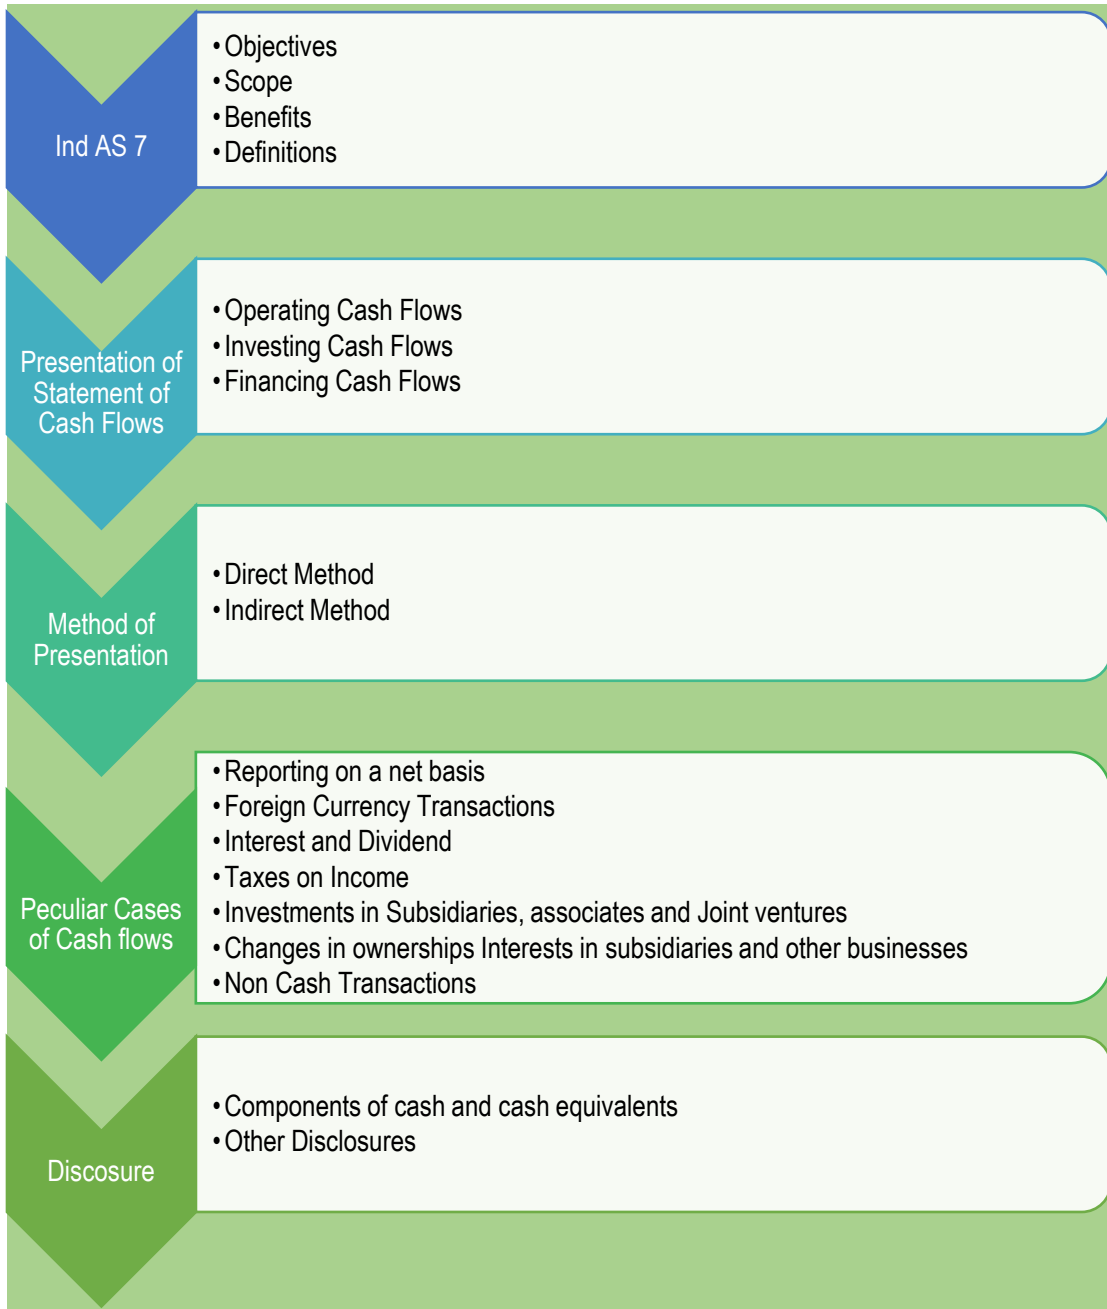 Ind AS 7
•Objectives
•Scope
•Benefits
•Definitions
Presentation of
Statement of
Cash Flows
•Operating Cash Flows
•Investing Cash Flows
•Financing Cash Flows
Method of
Presentation
•Direct Method
•Indirect Method
Peculiar Cases
of Cash flows
•Reporting on a net basis
•Foreign Currency Transactions
•Interest and Dividend
•Taxes on Income
•Investments in Subsidiaries, associates and Joint ventures
•Changes in ownerships Interests in subsidiaries and other businesses
•Non Cash Transactions
Discosure
•Components of cash and cash equivalents
•Other Disclosures